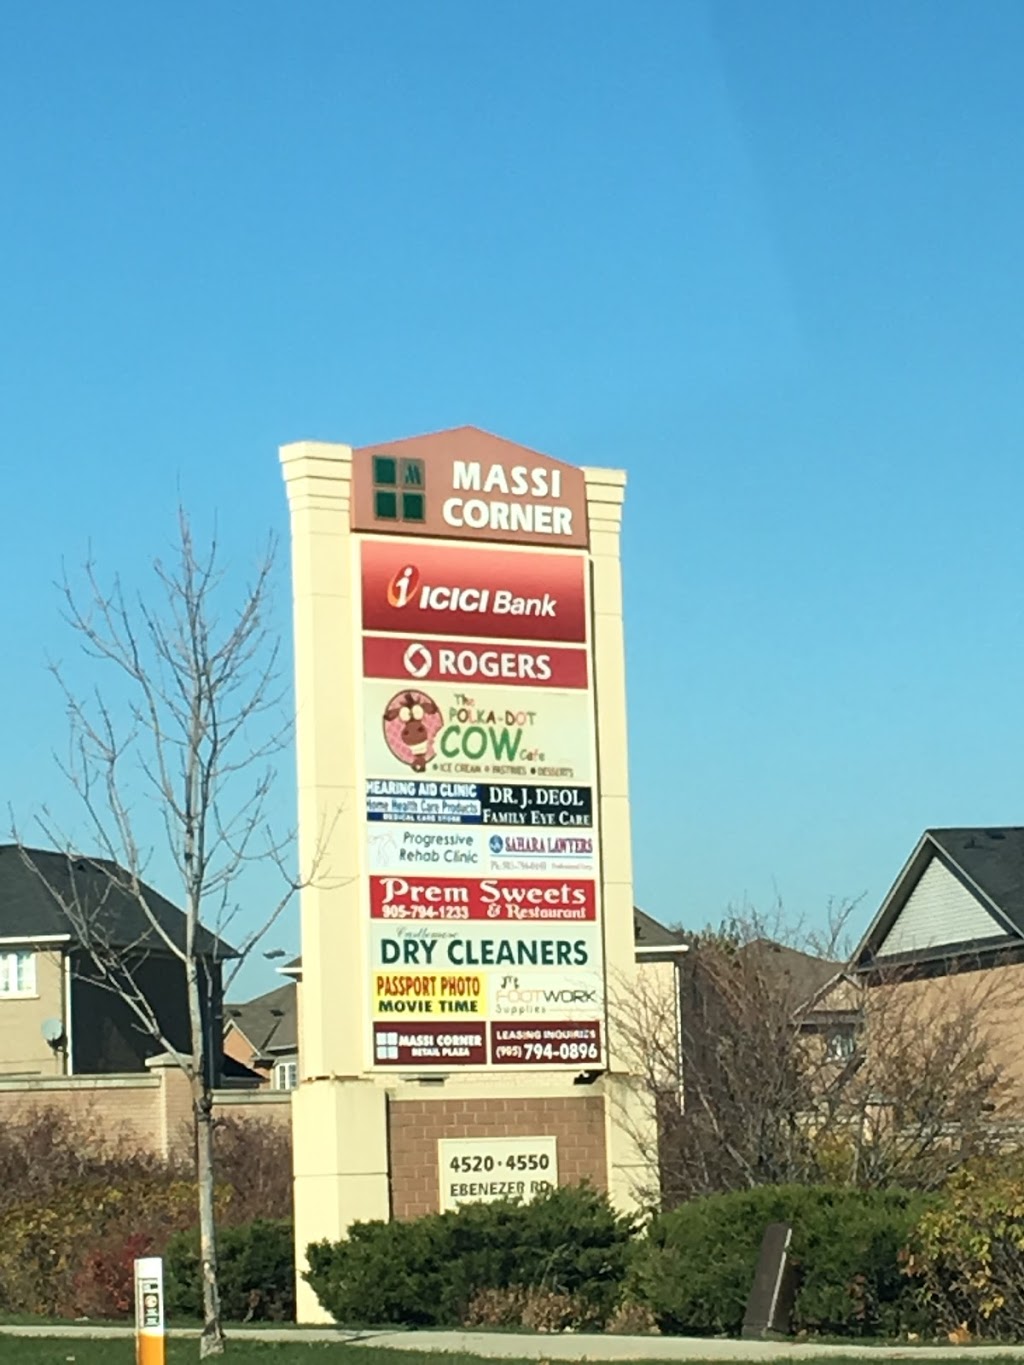 M
MASSI
CORNER
i ICICI Bank
ROGERS
The
POLKA-DOT
COW Cafe
• ICE CREAM • PASTRIES • DESSERTS
HEARING AID CLINIC
Home Health Care Products
MEDICAL CARE STORE
DR. J. DEOL
FAMILY EYE CARE
Progressive
Rehab Clinic
SAHARA LAWYERS
Prem Sweets
905-794-1233 & Restaurant
Castlemore
DRY CLEANERS
PASSPORT PHOTO
MOVIE TIME
FOOTWORK
Supplies
MASSI CORNER
RETAIL PLAZA
LEASING INQUIRIES
(905) 794-0896
4520 - 4550
EBENEZER RD